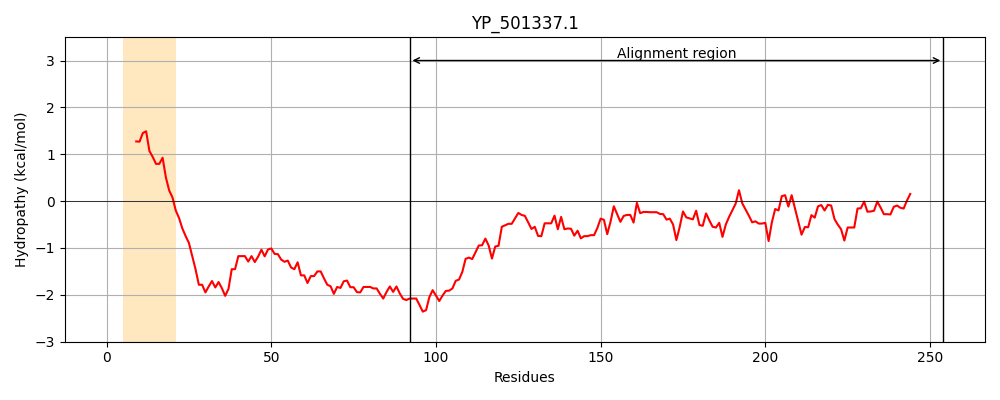 YP_501337.1
Alignment region
Hydropathy (kcal/mol)
3
2
1
0
−1
−2
−3
0 50 100 150 200 250
Residues